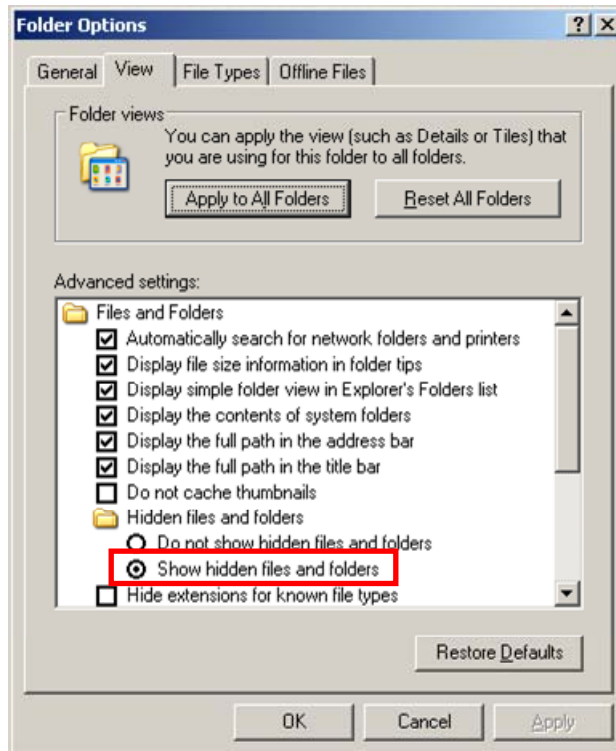 Folder Options
General View File Types Offline Files
Folder views
You can apply the view (such as Details or Tiles) that
you are using for this folder to all folders.
Apply to All Folders Reset All Folders
Advanced settings:
Files and Folders
Automatically search for network folders and printers
Display file size information in folder tips
Display simple folder view in Explorer's Folders list
Display the contents of system folders
Display the full path in the address bar
Display the full path in the title bar
Do not cache thumbnails
Hidden files and folders
Do not show hidden files and folders
Show hidden files and folders
Hide extensions for known file types
Restore Defaults
OK Cancel Apply